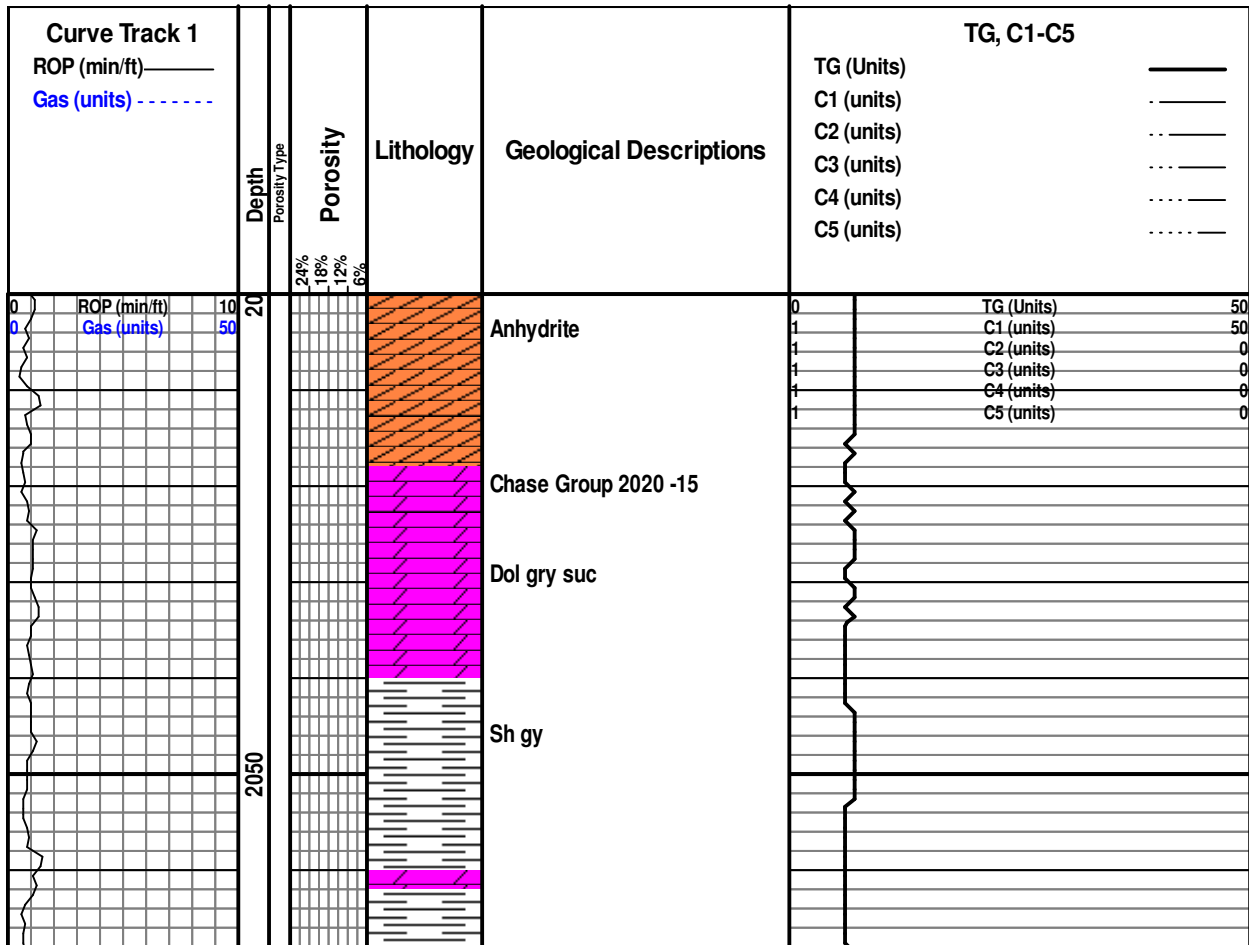 Curve Track 1
ROP (min/ft)
Gas (units)
Depth
Porosity Type
Porosity
24%
18%
12%
6%
Lithology
Geological Descriptions
TG, C1-C5
TG (Units)
C1 (units)
C2 (units)
C3 (units)
C4 (units)
C5 (units)
0 ROP (min/ft) 10
0 Gas (units) 50
20
2050
Anhydrite
Chase Group 2020 -15
Dol gry suc
Sh gy
0 TG (Units) 50
1 C1 (units) 50
1 C2 (units) 0
1 C3 (units) 0
1 C4 (units) 0
1 C5 (units) 0